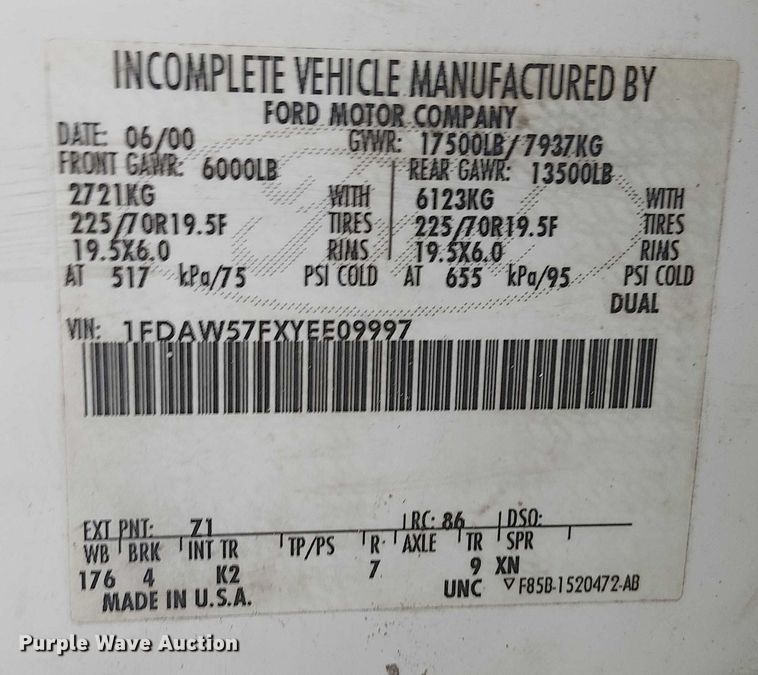 INCOMPLETE VEHICLE MANUFACTURED BY
FORD MOTOR COMPANY
DATE: 06/00 GVWR: 17500LB/7937KG
FRONT GAWR: 6000LB REAR GAWR: 13500LB
2721KG WITH 6123KG WITH
225/70R19.5F TIRES 225/70R19.5F TIRES
19.5X6.0 RIMS 19.5X6.0 RIMS
AT 517 kPa/75 PSI COLD AT 655 kPa/95 PSI COLD
DUAL
VIN: 1FDAW57FXYEE09997
EXT PNT: Z1 RC: 86 DSO:
WB BRK INT TR TP/PS R AXLE TR SPR
176 4 K2 7 9 XN
MADE IN U.S.A. UNC ▽ F85B-1520472-AB
Purple Wave Auction